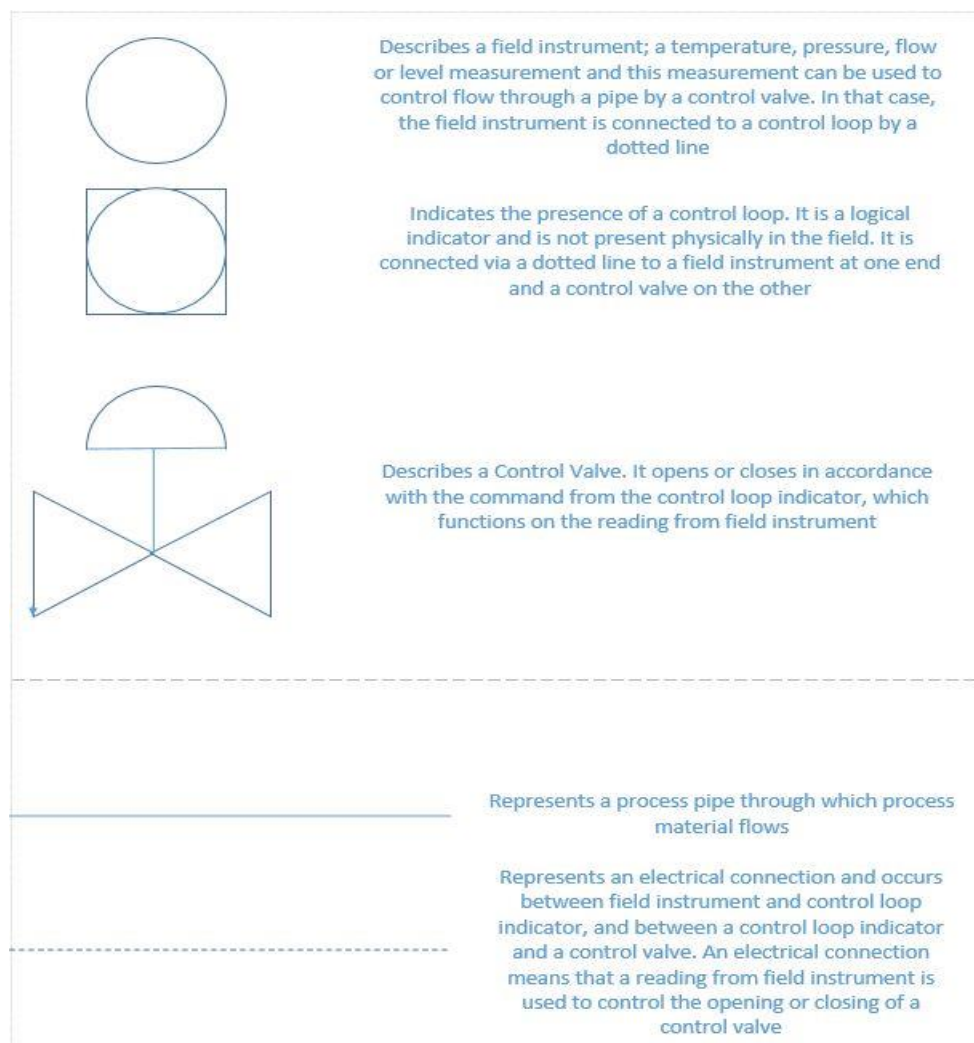 Describes a field instrument; a temperature, pressure, flow
or level measurement and this measurement can be used to
control flow through a pipe by a control valve. In that case,
the field instrument is connected to a control loop by a
dotted line
Indicates the presence of a control loop. It is a logical
indicator and is not present physically in the field. It is
connected via a dotted line to a field instrument at one end
and a control valve on the other
Describes a Control Valve. It opens or closes in accordance
with the command from the control loop indicator, which
functions on the reading from field instrument
Represents a process pipe through which process
material flows
Represents an electrical connection and occurs
between field instrument and control loop
indicator, and between a control loop indicator
and a control valve. An electrical connection
means that a reading from field instrument is
used to control the opening or closing of a
control valve